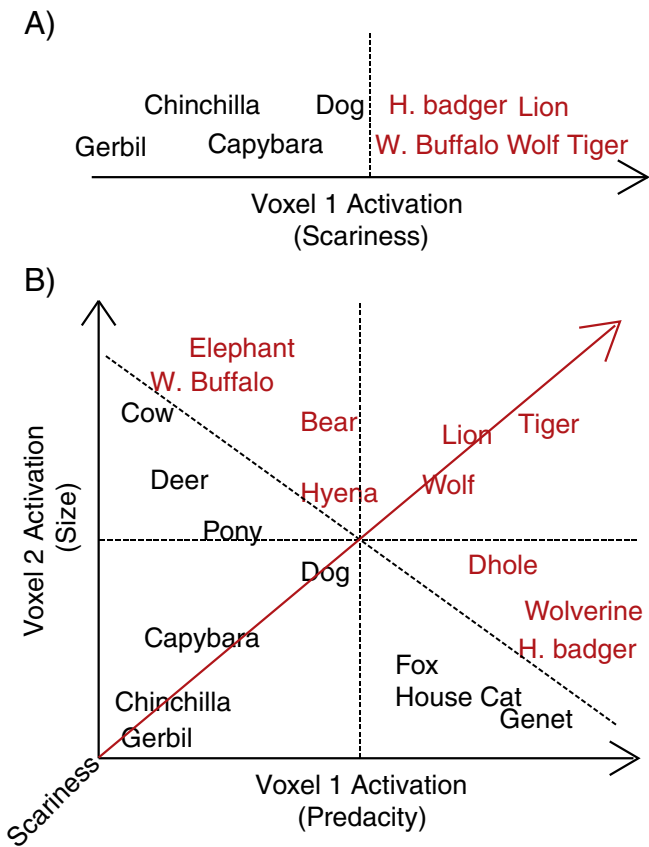 A)
Chinchilla Dog H. badger Lion
Gerbil Capybara W. Buffalo Wolf Tiger
Voxel 1 Activation
(Scariness)
B)
Elephant
W. Buffalo
Cow Bear Lion Tiger
Deer Hyena Wolf
Pony
Dog Dhole
Wolverine
Capybara H. badger
Fox
Chinchilla House Cat
Gerbil Genet
Voxel 2 Activation
(Size)
Scariness
Voxel 1 Activation
(Predacity)